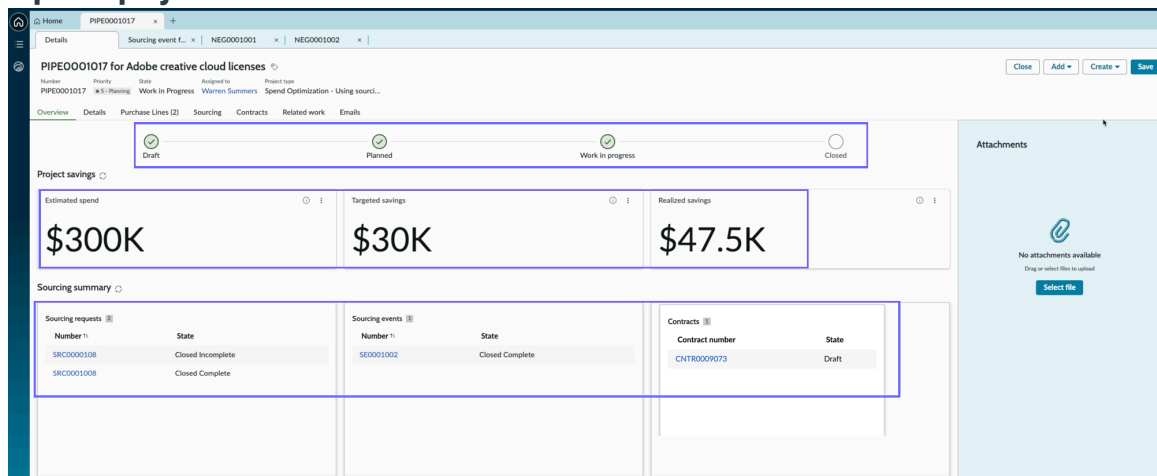 Home PIPE0001017 × +
Details Sourcing event f... × NEG0001001 × NEG0001002 ×
PIPE0001017 for Adobe creative cloud licenses
Close Add Create Save
Number Priority State Assigned to Project type
PIPE0001017 5 - Planning Work in Progress Warren Summers Spend Optimization - Using sourci...
Overview Details Purchase Lines (2) Sourcing Contracts Related work Emails
Draft Planned Work in progress Closed
Attachments
Project savings
Estimated spend Targeted savings Realized savings
$300K $30K $47.5K
No attachments available
Drag or select files to upload
Select file
Sourcing summary
Sourcing requests 2 Sourcing events 1 Contracts 1
Number State Number State Contract number State
SRC0000108 Closed Incomplete SE0001002 Closed Complete CNTR0009073 Draft
SRC0001008 Closed Complete